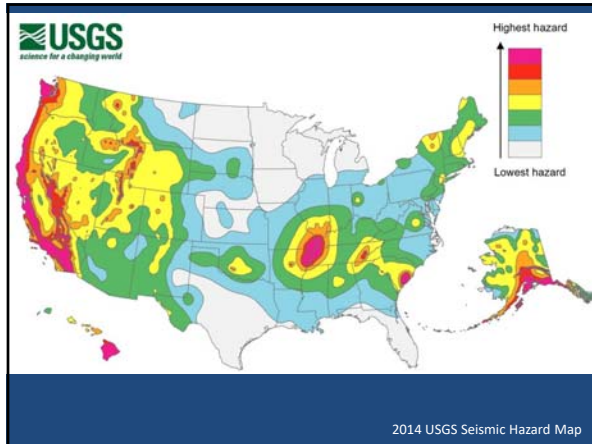 USGS
science for a changing world
Highest hazard
Lowest hazard
2014 USGS Seismic Hazard Map